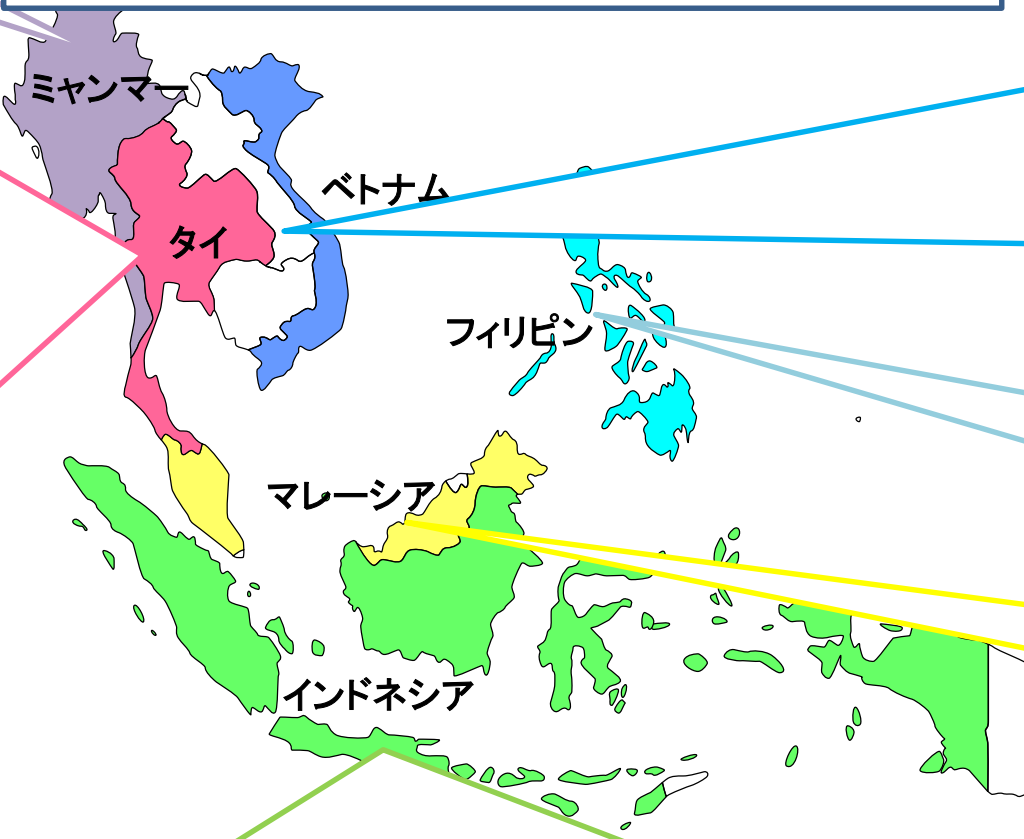 ミャンマー
ベトナム
タイ
フィリピン
マレーシア
インドネシア